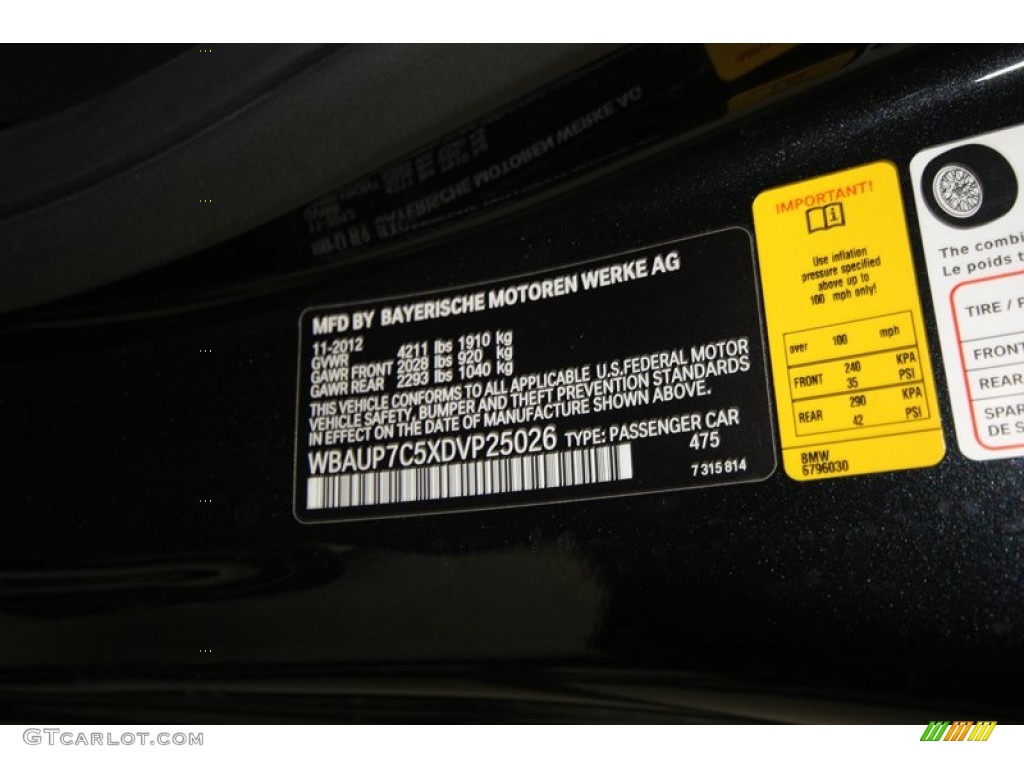 MFD BY BAYERISCHE MOTOREN WERKE AG
11-2012
GVWR 4211 lbs 1910 kg
GAWR FRONT 2028 lbs 920 kg
GAWR REAR 2293 lbs 1040 kg
THIS VEHICLE CONFORMS TO ALL APPLICABLE U.S.FEDERAL MOTOR
VEHICLE SAFETY, BUMPER AND THEFT PREVENTION STANDARDS
IN EFFECT ON THE DATE OF MANUFACTURE SHOWN ABOVE.
WBAUP7C5XDVP25026 TYPE: PASSENGER CAR
475
7 315 814
IMPORTANT!
Use inflation
pressure specified
above up to
100 mph only!
over 100 mph
FRONT 240 KPA
35 PSI
REAR 290 KPA
42 PSI
BMW
6796030
The combi
Le poids t
TIRE / P
FRONT
REAR
SPAR
DE S
GTcarlot.com